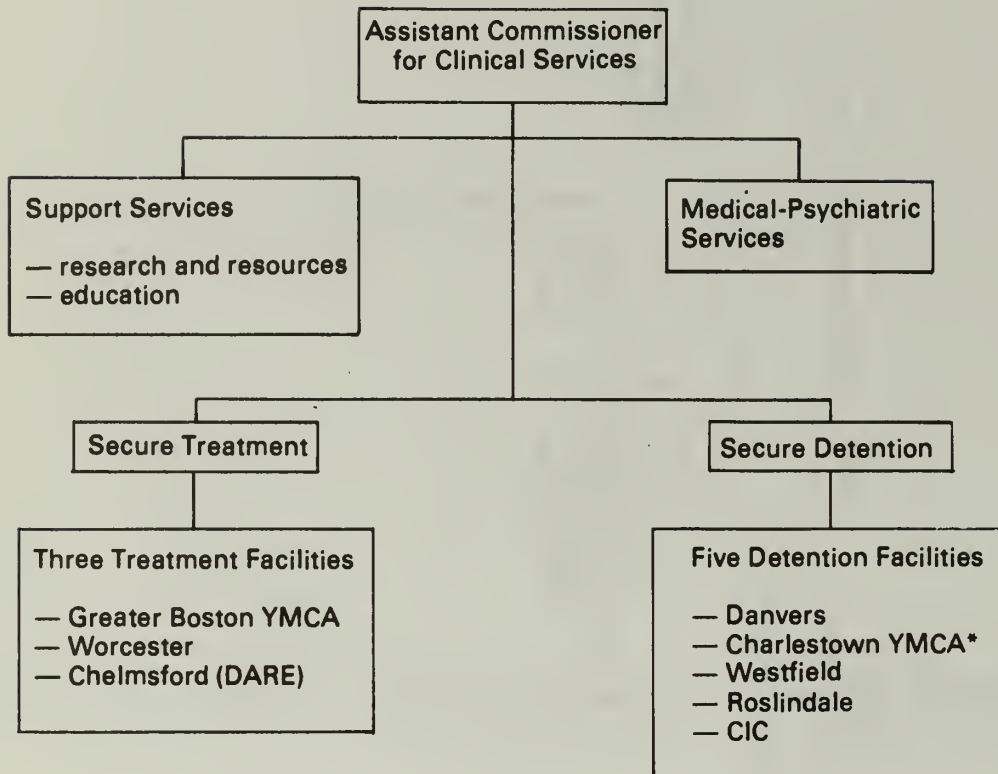 Assistant Commissioner
for Clinical Services
Support Services
— research and resources
— education
Medical-Psychiatric
Services
Secure Treatment
Secure Detention
Three Treatment Facilities
— Greater Boston YMCA
— Worcester
— Chelmsford (DARE)
Five Detention Facilities
— Danvers
— Charlestown YMCA*
— Westfield
— Roslindale
— CIC